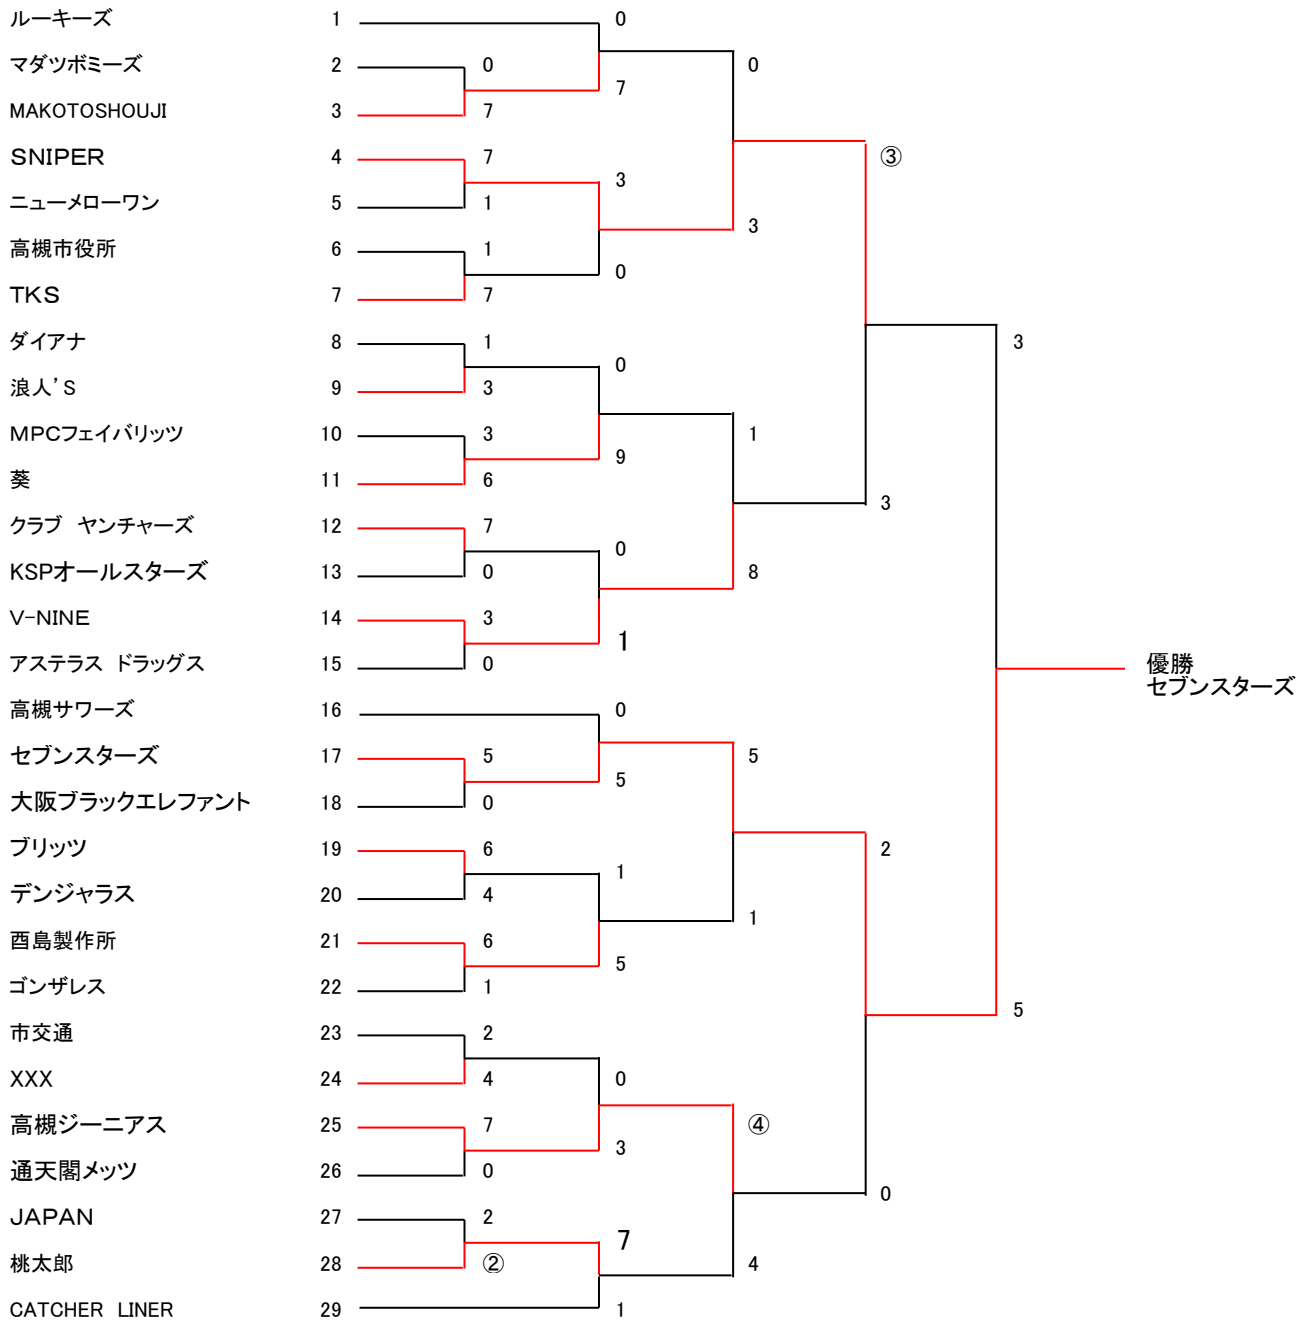 ルーキーズ 1 0
マダツボミーズ 2 0 0
7
MAKOTOSHOUJI 3 7
SNIPER 4 7 ③
3
ニューメローワン 5 1
3
高槻市役所 6 1
0
TKS 7 7
ダイアナ 8 1 3
0
浪人'S 9 3
MPCフェイバリッツ 10 3 1
9
葵 11 6
3
クラブ ヤンチャーズ 12 7
0
KSPオールスターズ 13 0 8
V-NINE 14 3
1
アステラス ドラッグス 15 0 優勝
セブンスターズ
高槻サワーズ 16 0
セブンスターズ 17 5 5
5
大阪ブラックエレファント 18 0
ブリッツ 19 6 2
1
デンジャラス 20 4
1
酉島製作所 21 6
5
ゴンザレス 22 1
5
市交通 23 2
XXX 24 4 0
高槻ジーニアス 25 7 ④
3
通天閣メッツ 26 0
0
JAPAN 27 2
7
桃太郎 28 ② 4
CATCHER LINER 29 1